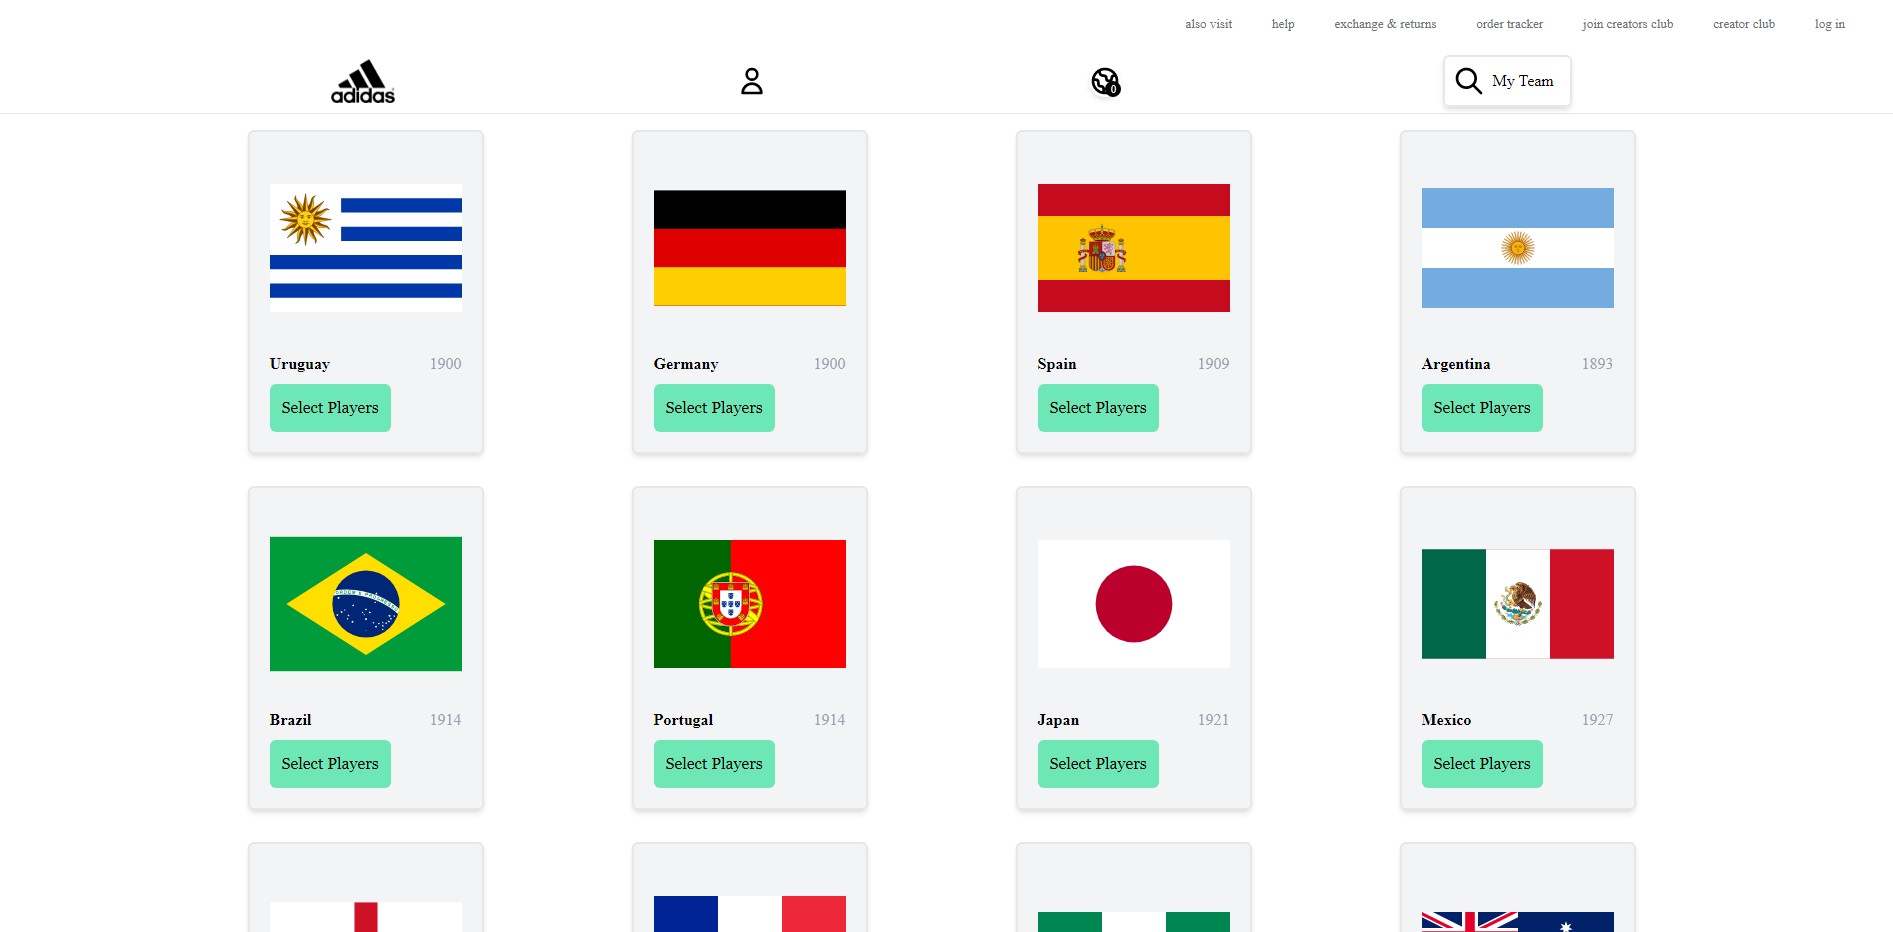 also visit help exchange & returns order tracker join creators club creator club log in
adidas 0 My Team
Uruguay 1900 Germany 1900 Spain 1909 Argentina 1893
Select Players Select Players Select Players Select Players
Brazil 1914 Portugal 1914 Japan 1921 Mexico 1927
Select Players Select Players Select Players Select Players